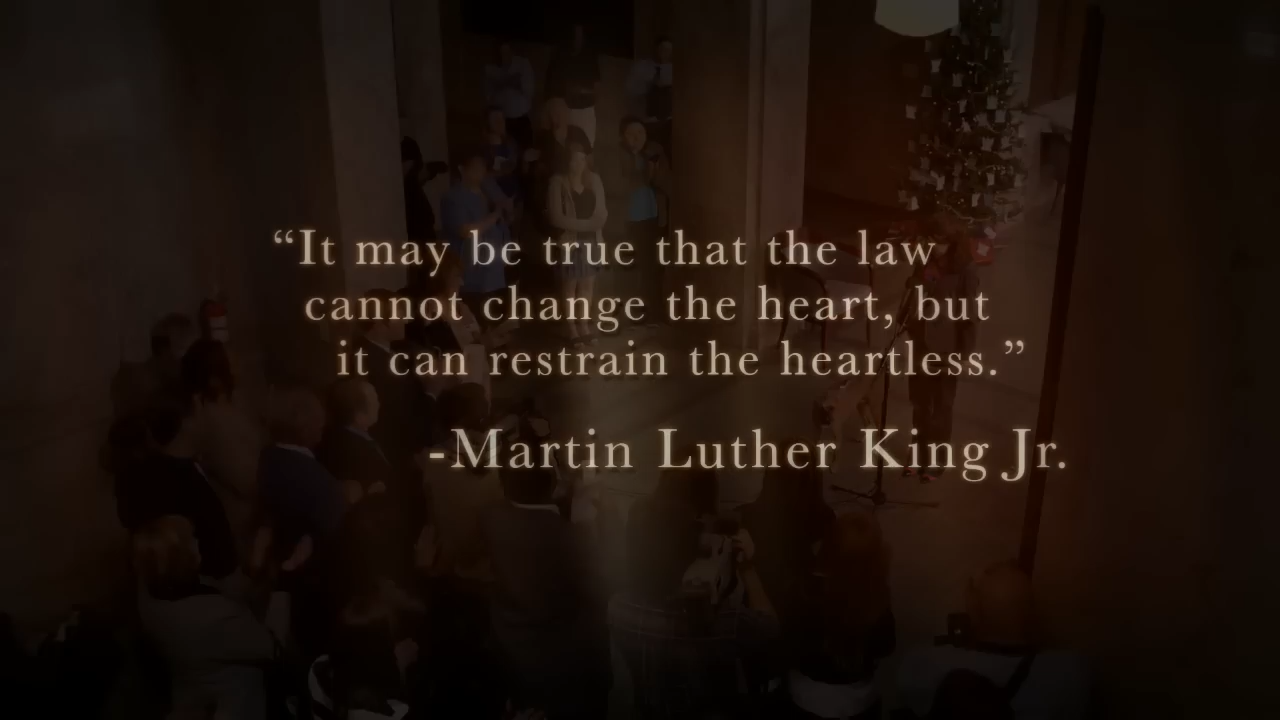 “It may be true that the law
cannot change the heart, but
it can restrain the heartless.”
-Martin Luther King Jr.